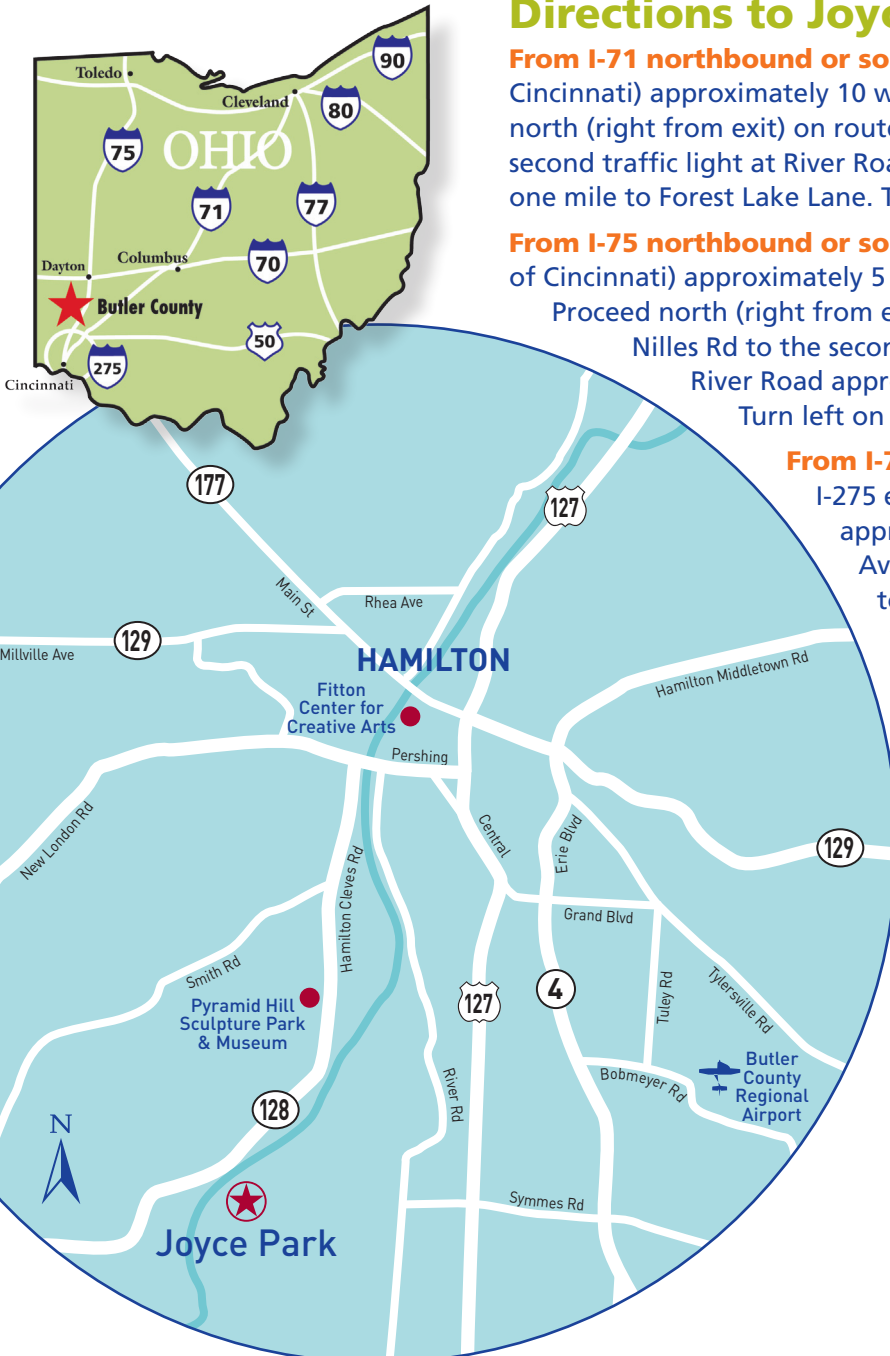 Directions to Joyc
From I-71 northbound or so
Cincinnati) approximately 10 w
north (right from exit) on route
second traffic light at River Roa
one mile to Forest Lake Lane. T
From I-75 northbound or so
of Cincinnati) approximately 5
Proceed north (right from e
Nilles Rd to the secon
River Road appr
Turn left on
From I-7
I-275 e
appr
Av
to
Toledo
Cleveland
90
80
75
OHIO
71
77
Columbus
70
Dayton
Butler County
50
275
Cincinnati
177
127
Main St
Rhea Ave
129
Millville Ave
HAMILTON
Hamilton Middletown Rd
Fitton
Center for
Creative Arts
Pershing
New London Rd
Central
Erie Blvd
129
Hamilton Cleves Rd
Grand Blvd
Smith Rd
Pyramid Hill
Sculpture Park
& Museum
127
4
Tuley Rd
Tylersville Rd
Butler
County
Regional
Airport
Bobmeyer Rd
River Rd
128
N
Symmes Rd
Joyce Park